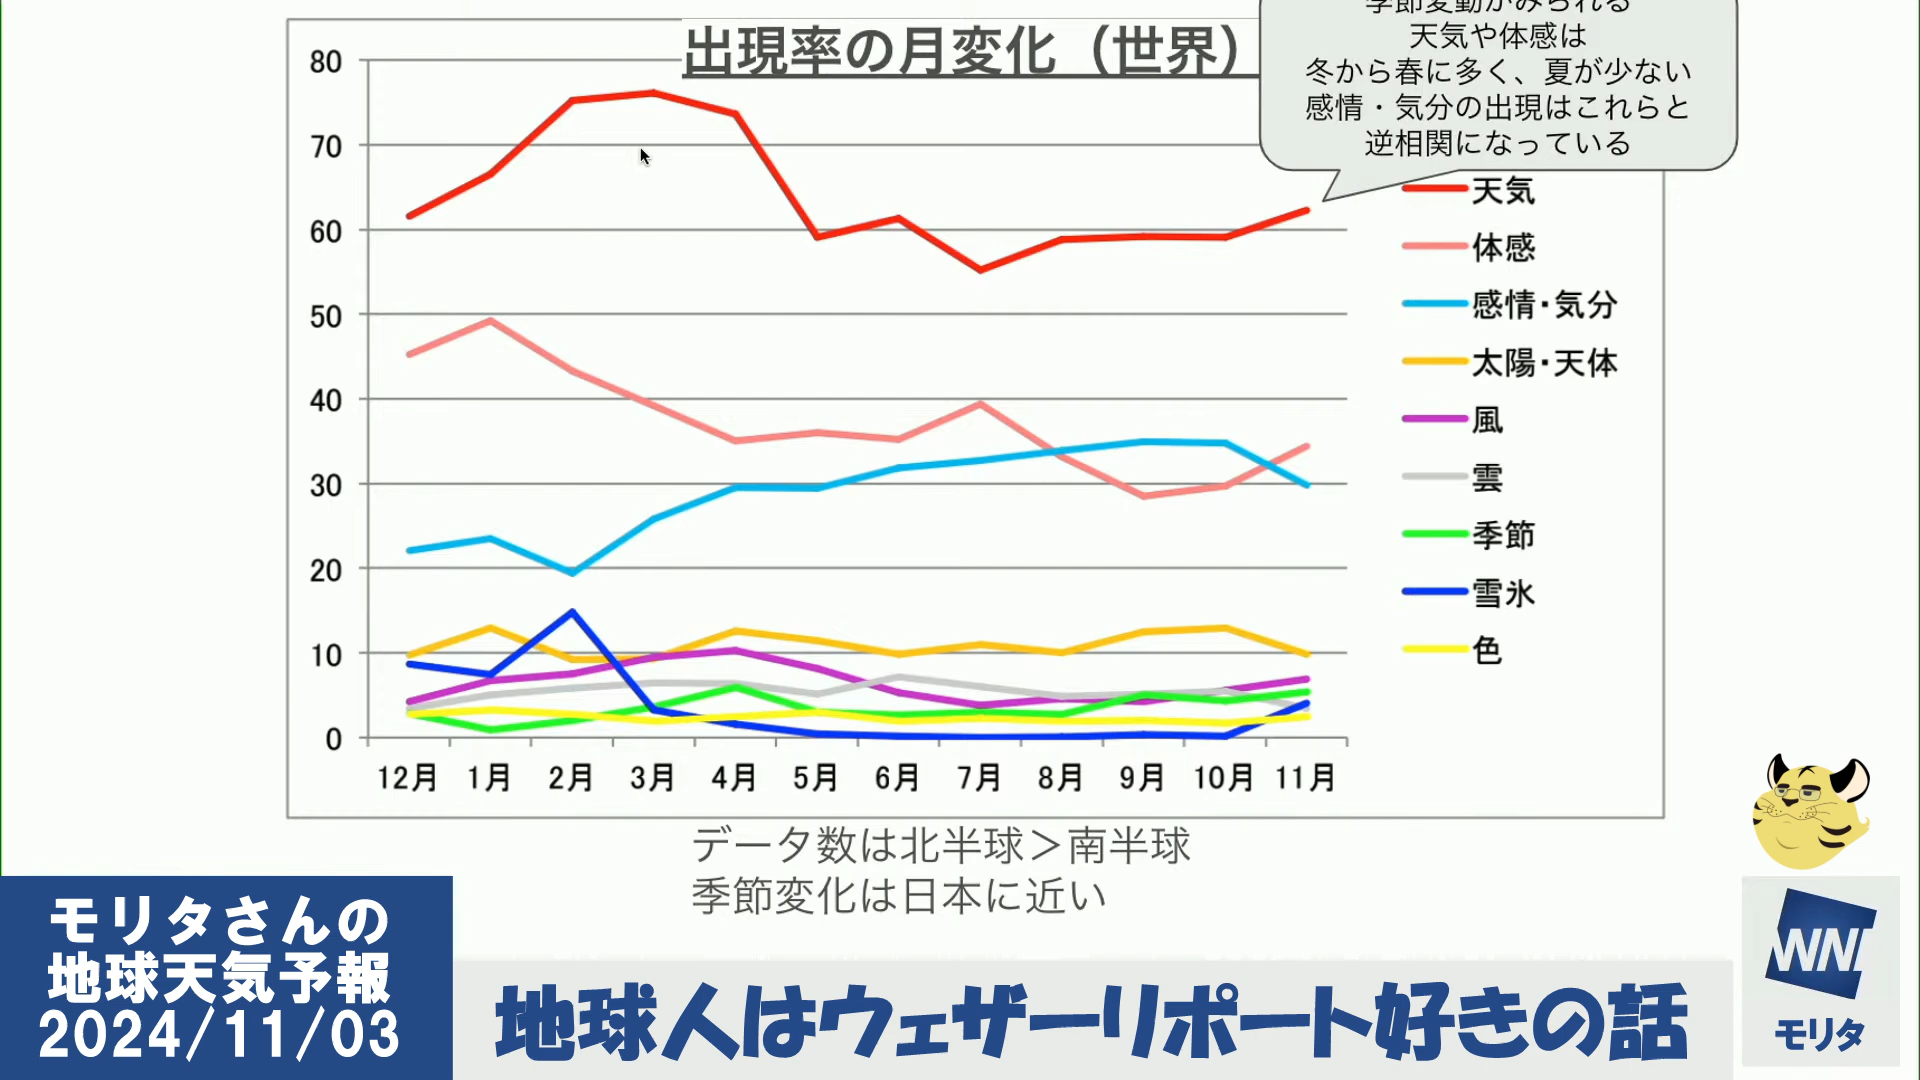 出現率の月変化（世界）
季節変動がみられる
天気や体感は
冬から春に多く、夏が少ない
感情・気分の出現はこれらと
逆相関になっている
80
70
60
50
40
30
20
10
0
12月 1月 2月 3月 4月 5月 6月 7月 8月 9月 10月 11月
天気
体感
感情・気分
太陽・天体
風
雲
季節
雪氷
色
データ数は北半球＞南半球
季節変化は日本に近い
モリタさんの
地球天気予報
2024/11/03
地球人はウェザーリポート好きの話
WNI
モリタ